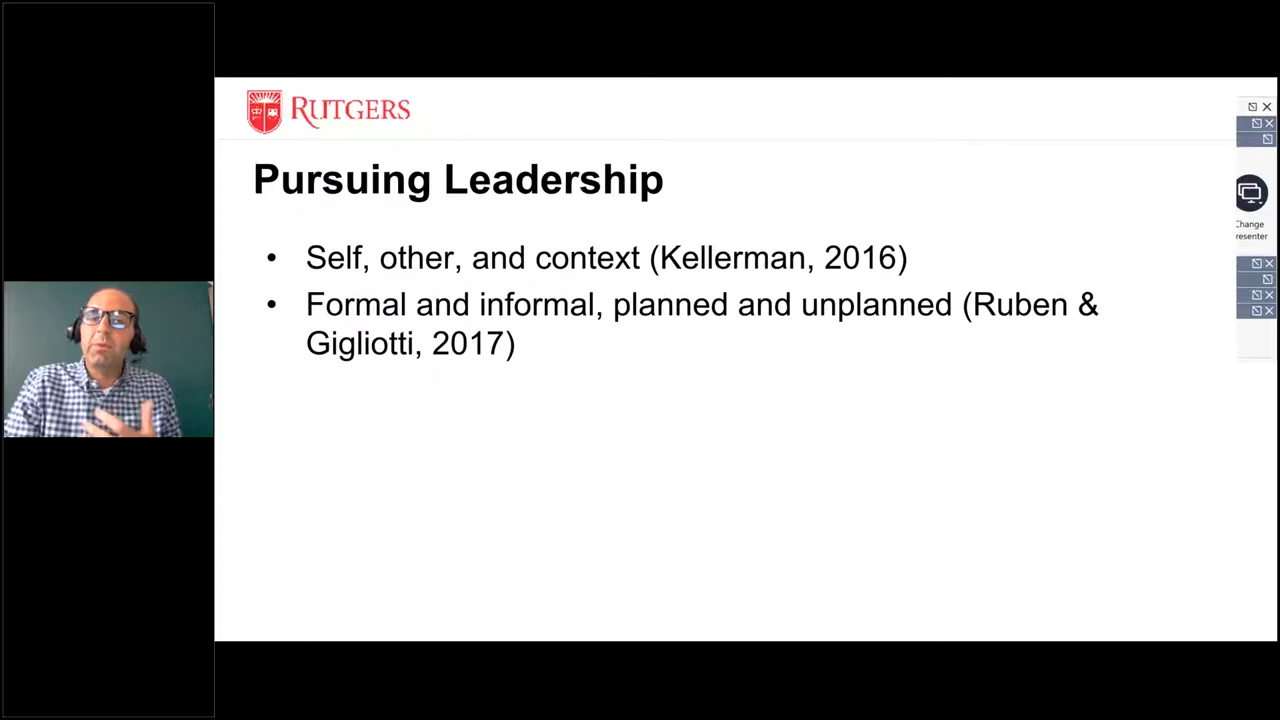 RUTGERS
Pursuing Leadership
• Self, other, and context (Kellerman, 2016)
• Formal and informal, planned and unplanned (Ruben &
Gigliotti, 2017)
Change
resenter